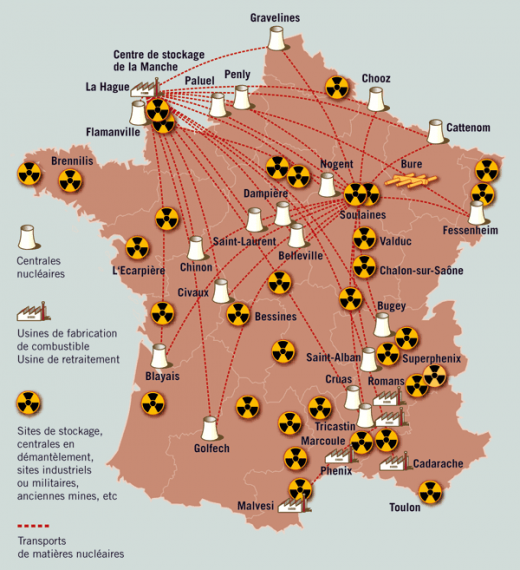 Gravelines
Centre de stockage
de la Manche
La Hague
Paluel
Penly
Chooz
Flamanville
Cattenom
Brennilis
Nogent
Bure
Dampière
Soulaines
Fessenheim
Saint-Laurent
Belleville
Valduc
Centrales
nucléaires
L'Ecarpière
Chinon
Chalon-sur-Saône
Civaux
Bessines
Bugey
Usines de fabrication
de combustible
Usine de retraitement
Blayais
Saint-Alban
Superphenix
Cruas
Romans
Sites de stockage,
centrales en
démantèlement,
sites industriels
ou militaires,
anciennes mines, etc
Golfech
Tricastin
Marcoule
Phenix
Cadarache
Malvesi
Toulon
Transports
de matières nucléaires